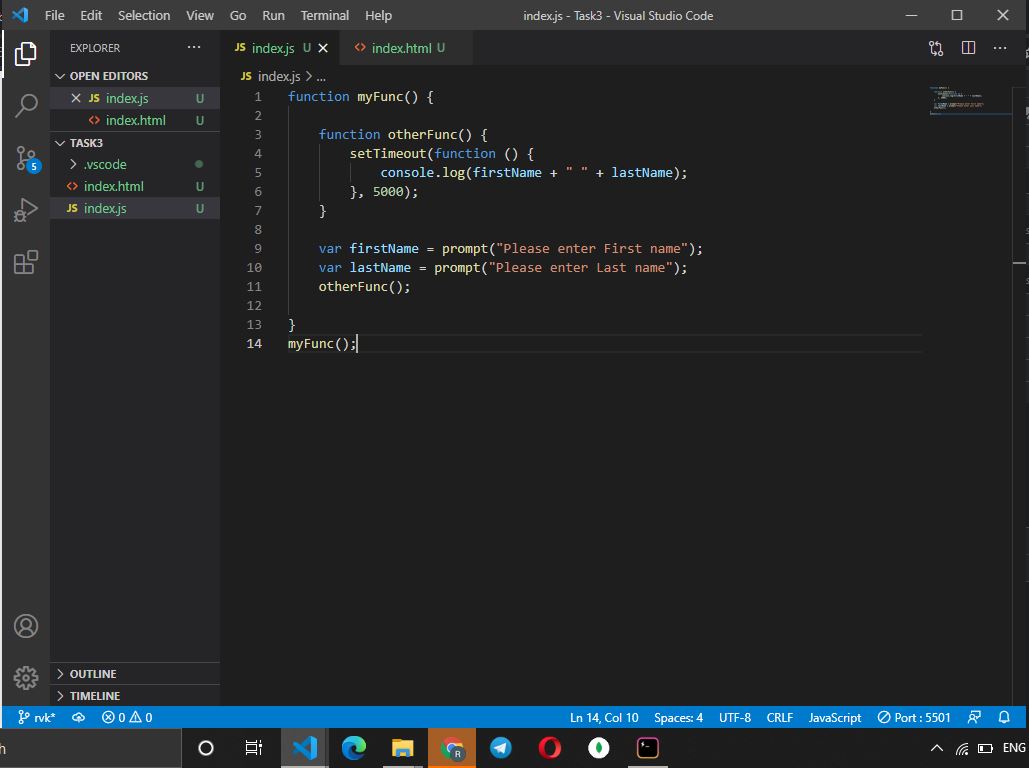 File Edit Selection View Go Run Terminal Help index.js - Task3 - Visual Studio Code
EXPLORER ...
JS index.js U
index.html U
JS index.js > ...
OPEN EDITORS
JS index.js U
index.html U
TASK3
.vscode
index.html U
JS index.js U
5
1 function myFunc() {
2
3 function otherFunc() {
4 setTimeout(function () {
5 console.log(firstName + " " + lastName);
6 }, 5000);
7 }
8
9 var firstName = prompt("Please enter First name");
10 var lastName = prompt("Please enter Last name");
11 otherFunc();
12
13 }
14 myFunc();
OUTLINE
TIMELINE
rvk* 0 0 Ln 14, Col 10 Spaces: 4 UTF-8 CRLF JavaScript Port : 5501
h R ENG